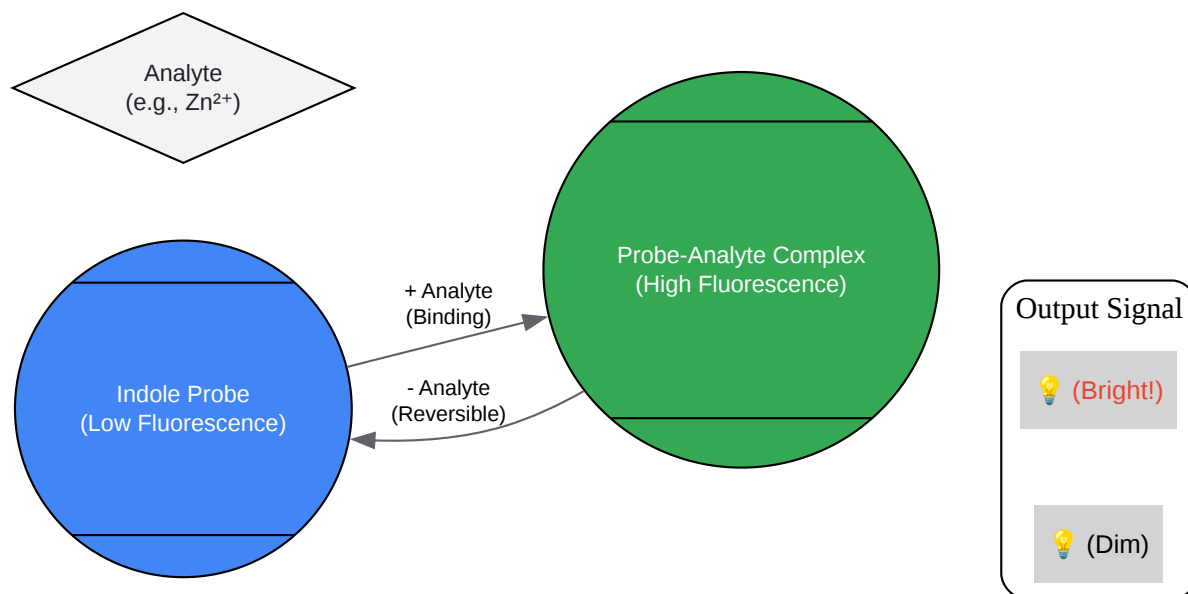 Analyte
(e.g., Zn²⁺)
Probe-Analyte Complex
(High Fluorescence)
+ Analyte
(Binding)
- Analyte
(Reversible)
Indole Probe
(Low Fluorescence)
Output Signal
💡 (Bright!)
💡 (Dim)